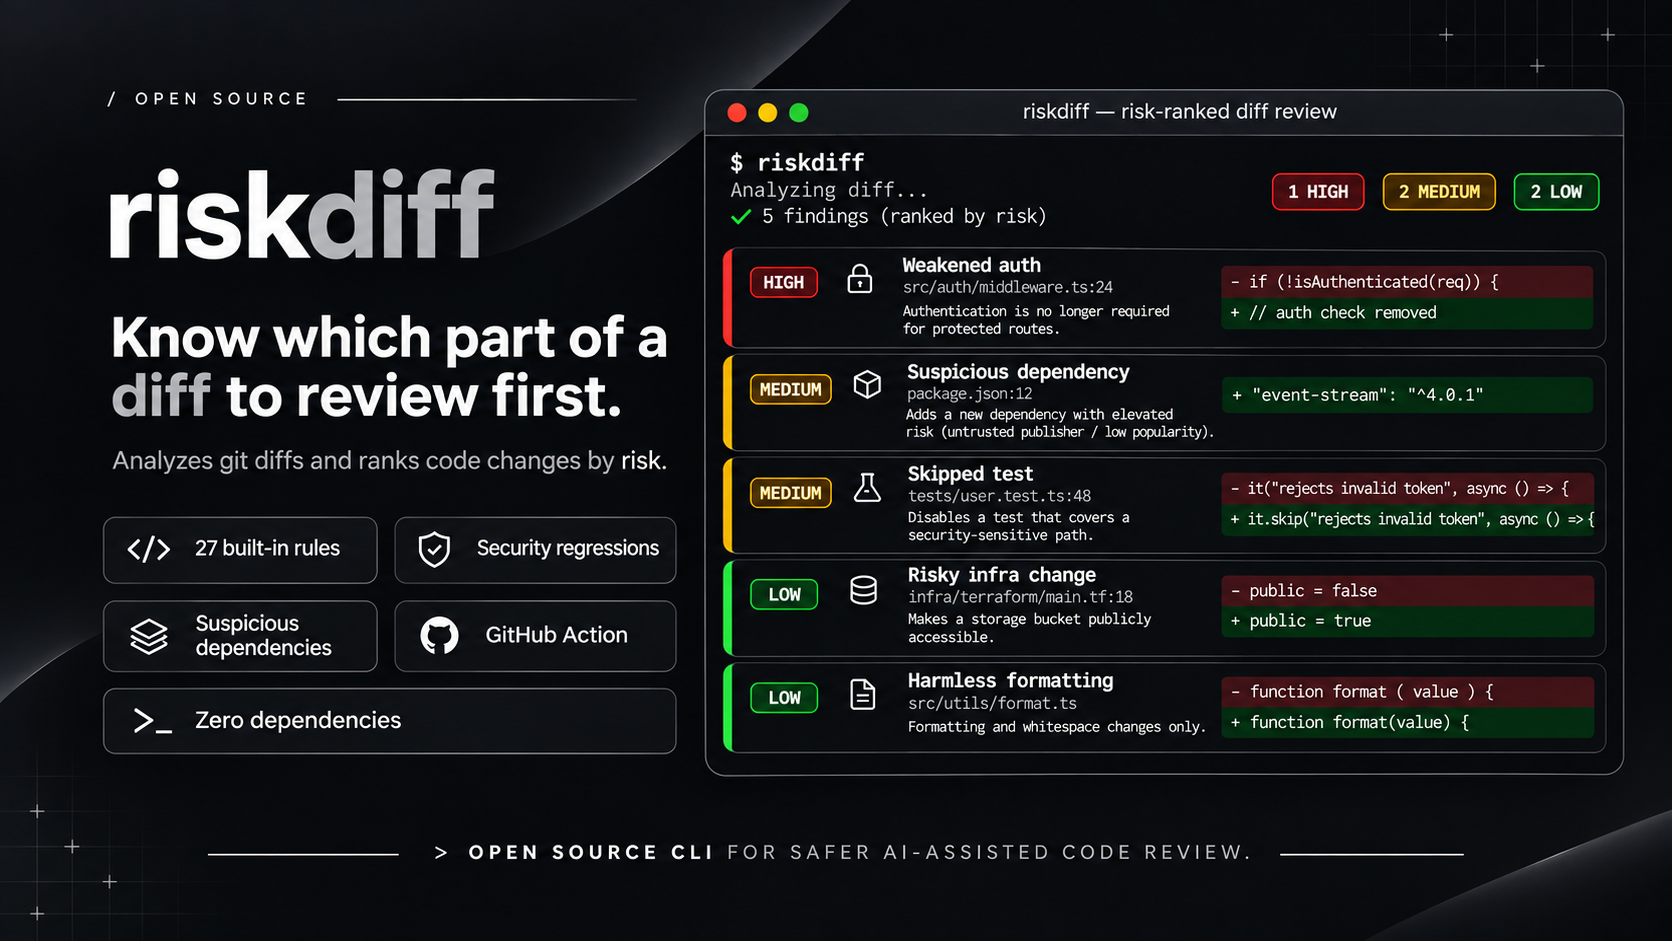 / OPEN SOURCE
riskdiff
Know which part of a
diff to review first.
Analyzes git diffs and ranks code changes by risk.
</> 27 built-in rules
Security regressions
Suspicious
dependencies
GitHub Action
>_ Zero dependencies
riskdiff — risk-ranked diff review
$ riskdiff
Analyzing diff...
✓ 5 findings (ranked by risk)
1 HIGH
2 MEDIUM
2 LOW
HIGH
Weakened auth
src/auth/middleware.ts:24
Authentication is no longer required
for protected routes.
- if (!isAuthenticated(req)) {
+ // auth check removed
MEDIUM
Suspicious dependency
package.json:12
Adds a new dependency with elevated
risk (untrusted publisher / low popularity).
+ "event-stream": "^4.0.1"
MEDIUM
Skipped test
tests/user.test.ts:48
Disables a test that covers a
security-sensitive path.
- it("rejects invalid token", async () => {
+ it.skip("rejects invalid token", async () => {
LOW
Risky infra change
infra/terraform/main.tf:18
Makes a storage bucket publicly
accessible.
- public = false
+ public = true
LOW
Harmless formatting
src/utils/format.ts
Formatting and whitespace changes only.
- function format ( value ) {
+ function format(value) {
> OPEN SOURCE CLI FOR SAFER AI-ASSISTED CODE REVIEW.